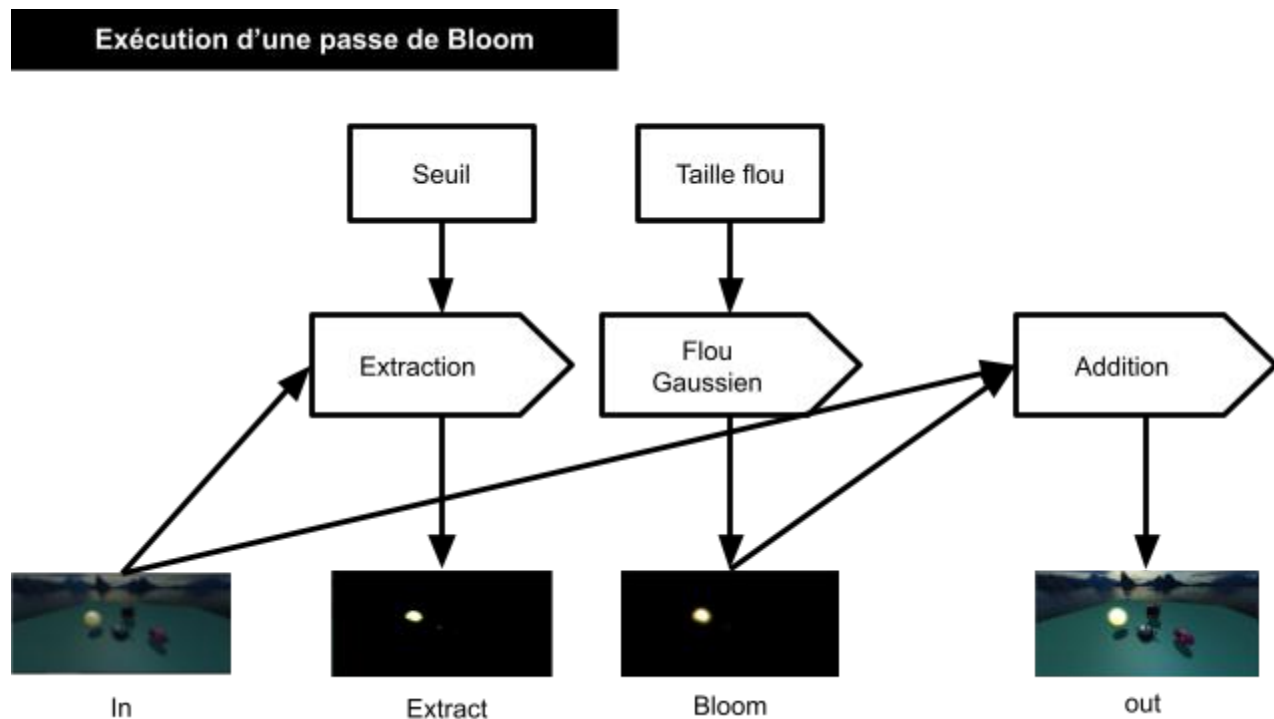 Exécution d'une passe de Bloom
Seuil
Taille flou
Extraction
Flou
Gaussien
Addition
In
Extract
Bloom
out